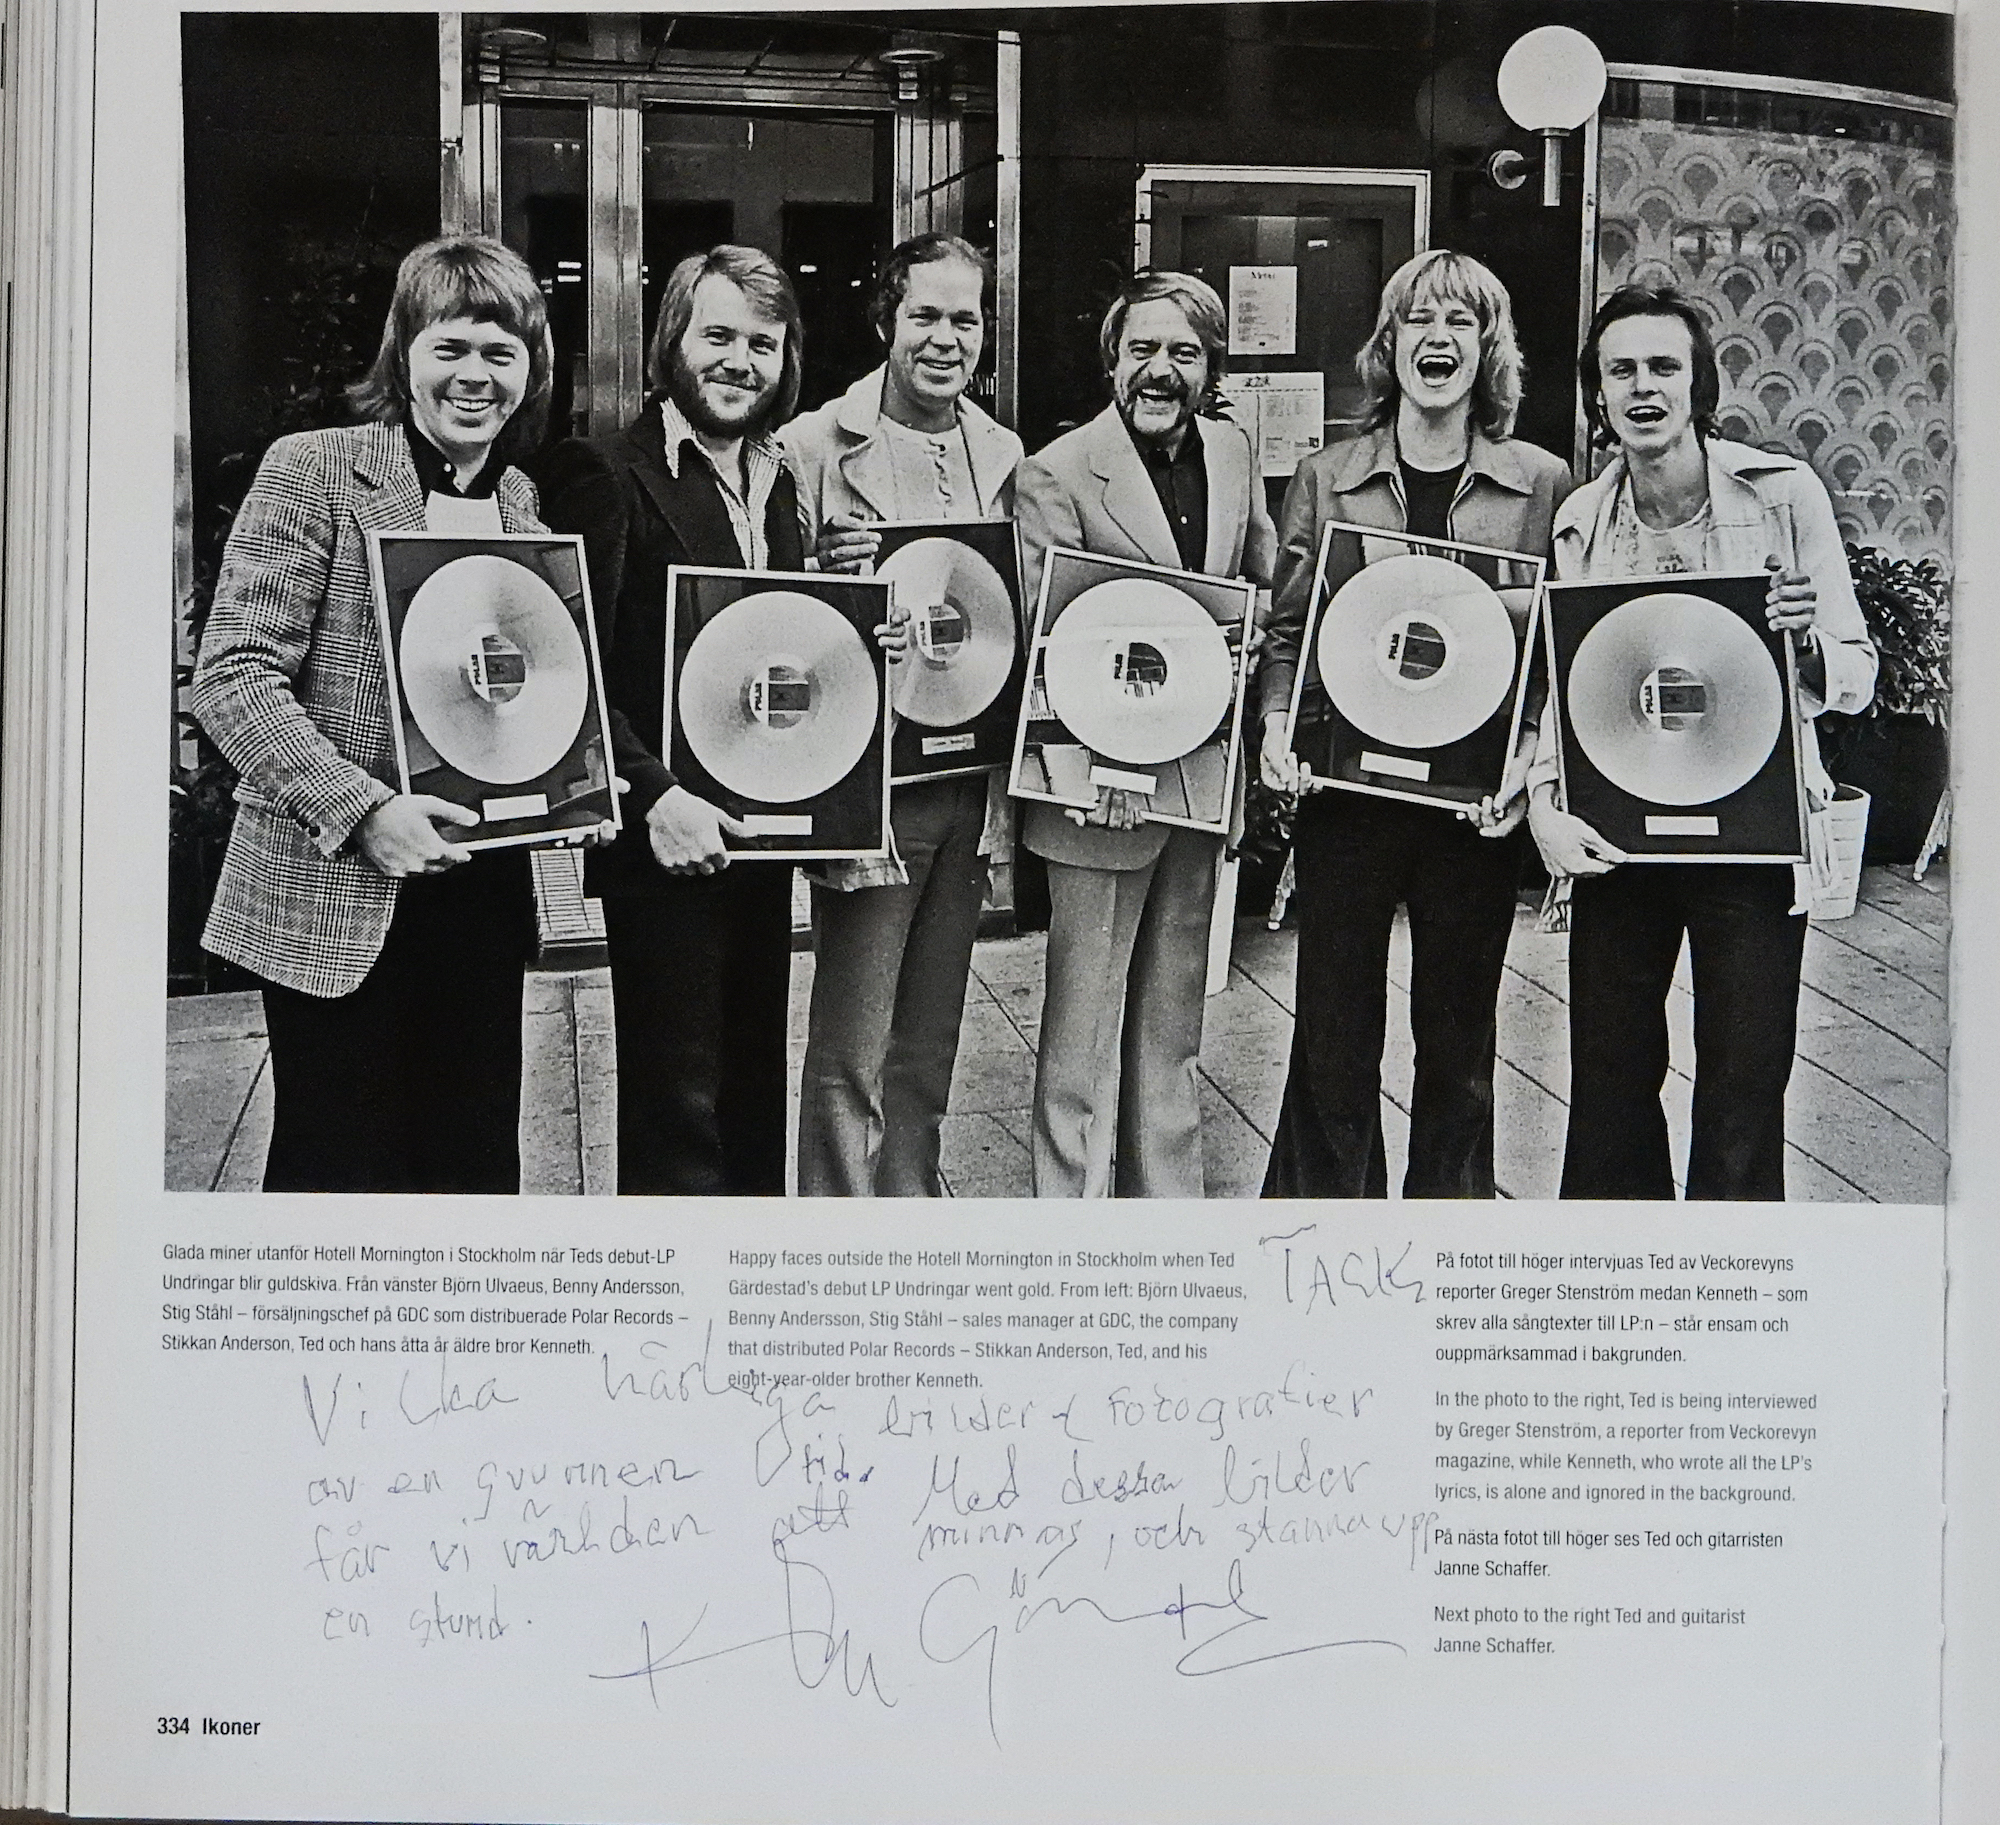 Menu
POLAR
POLAR
POLAR
POLAR
POLAR
POLAR
Glada miner utanför Hotell Mornington i Stockholm när Teds debut-LP
Undringar blir guldskiva. Från vänster Björn Ulvaeus, Benny Andersson,
Stig Ståhl – försäljningschef på GDC som distribuerade Polar Records –
Stikkan Anderson, Ted och hans åtta år äldre bror Kenneth.
Happy faces outside the Hotell Mornington in Stockholm when Ted
Gärdestad's debut LP Undringar went gold. From left: Björn Ulvaeus,
Benny Andersson, Stig Ståhl – sales manager at GDC, the company
that distributed Polar Records – Stikkan Anderson, Ted, and his
eight-year-older brother Kenneth.
På fotot till höger intervjuas Ted av Veckorevyns
reporter Greger Stenström medan Kenneth – som
skrev alla sångtexter till LP:n – står ensam och
ouppmärksammad i bakgrunden.
In the photo to the right, Ted is being interviewed
by Greger Stenström, a reporter from Veckorevyn
magazine, while Kenneth, who wrote all the LP's
lyrics, is alone and ignored in the background.
På nästa fotot till höger ses Ted och gitarristen
Janne Schaffer.
Next photo to the right Ted and guitarist
Janne Schaffer.
TACK
Vilka härliga bilder & Fotografier
av en svunnen tid. Med dessa bilder
får vi världen att minnas, och stanna upp
en stund.
334 Ikoner